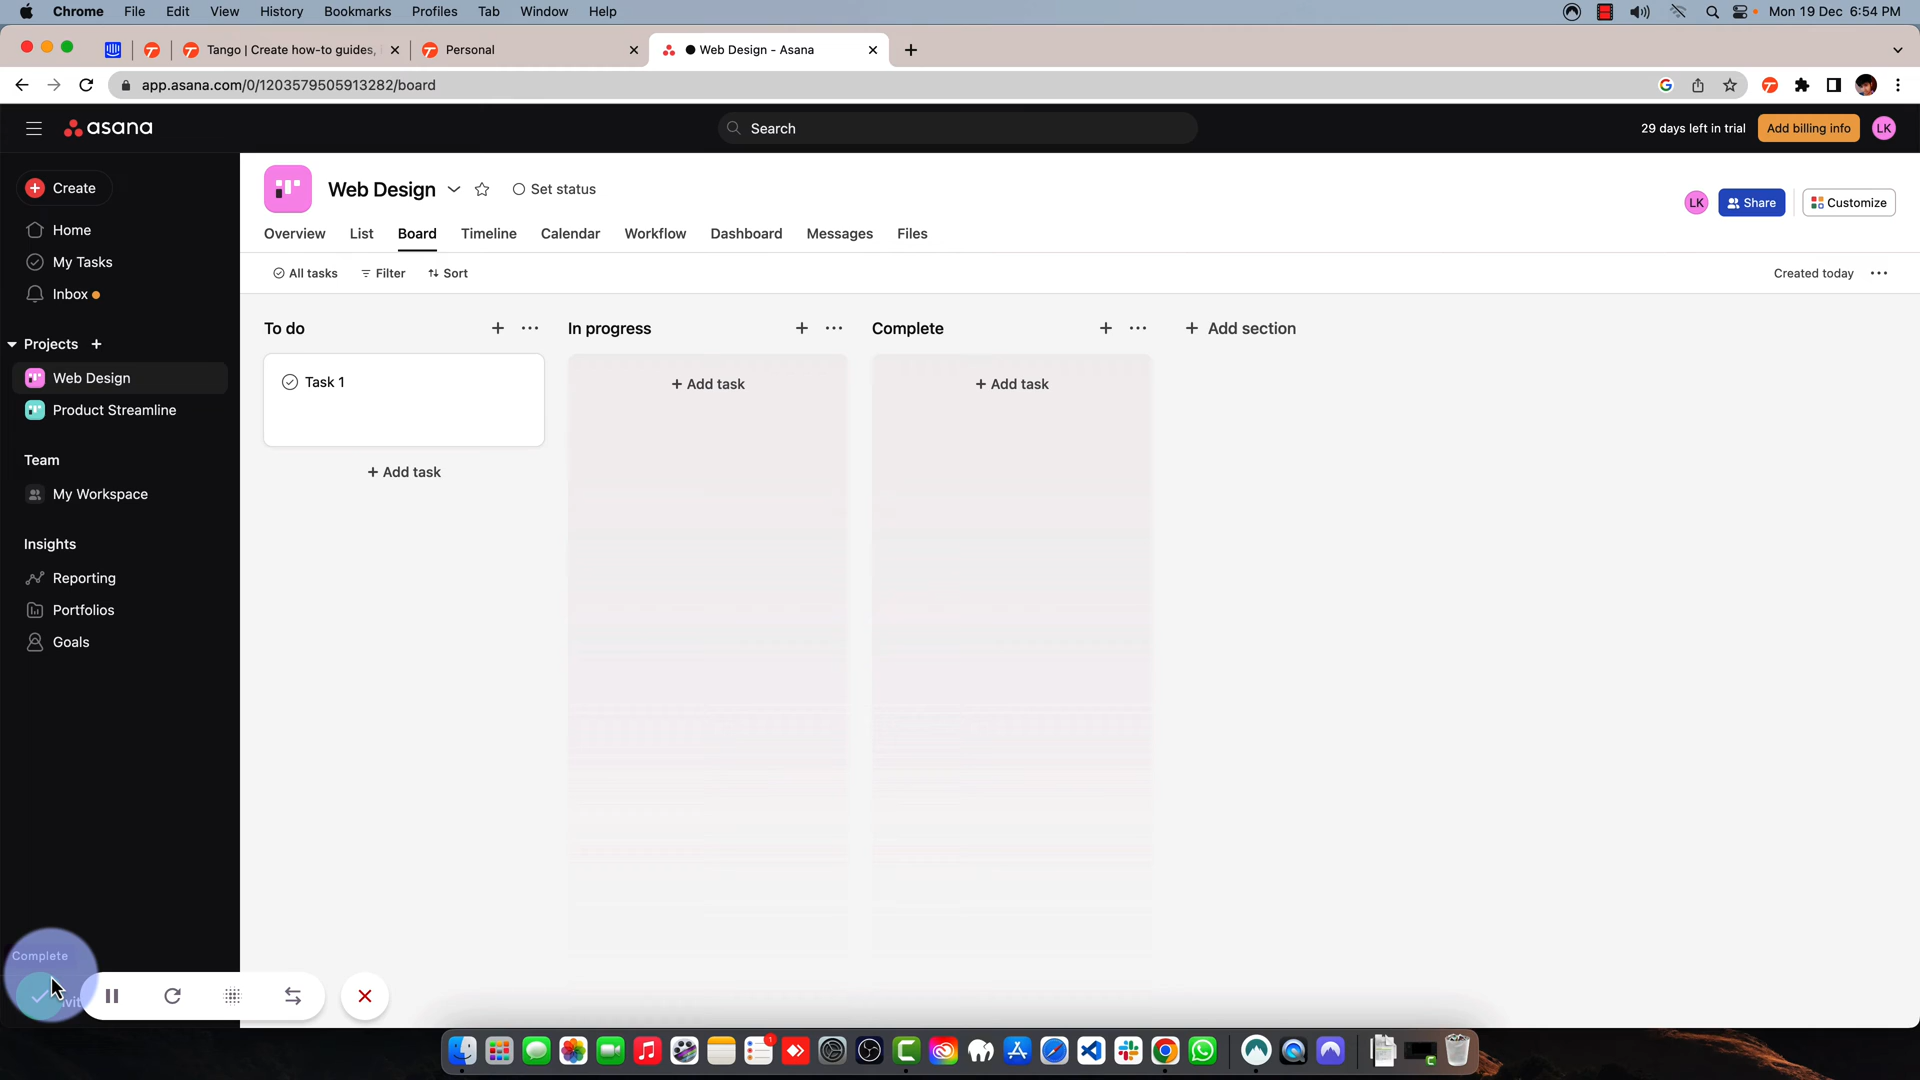 Chrome File Edit View History Bookmarks Profiles Tab Window Help Mon 19 Dec 6:54 PM
Tango | Create how-to guides, Personal Web Design - Asana
app.asana.com/0/1203579505913282/board
asana Search 29 days left in trial Add billing info LK
Create
Home
My Tasks
Inbox
Projects
Web Design
Product Streamline
Team
My Workspace
Insights
Reporting
Portfolios
Goals
Web Design Set status LK Share Customize
Overview List Board Timeline Calendar Workflow Dashboard Messages Files
All tasks Filter Sort Created today
To do In progress Complete Add section
Task 1
+ Add task
+ Add task
+ Add task
Complete
1